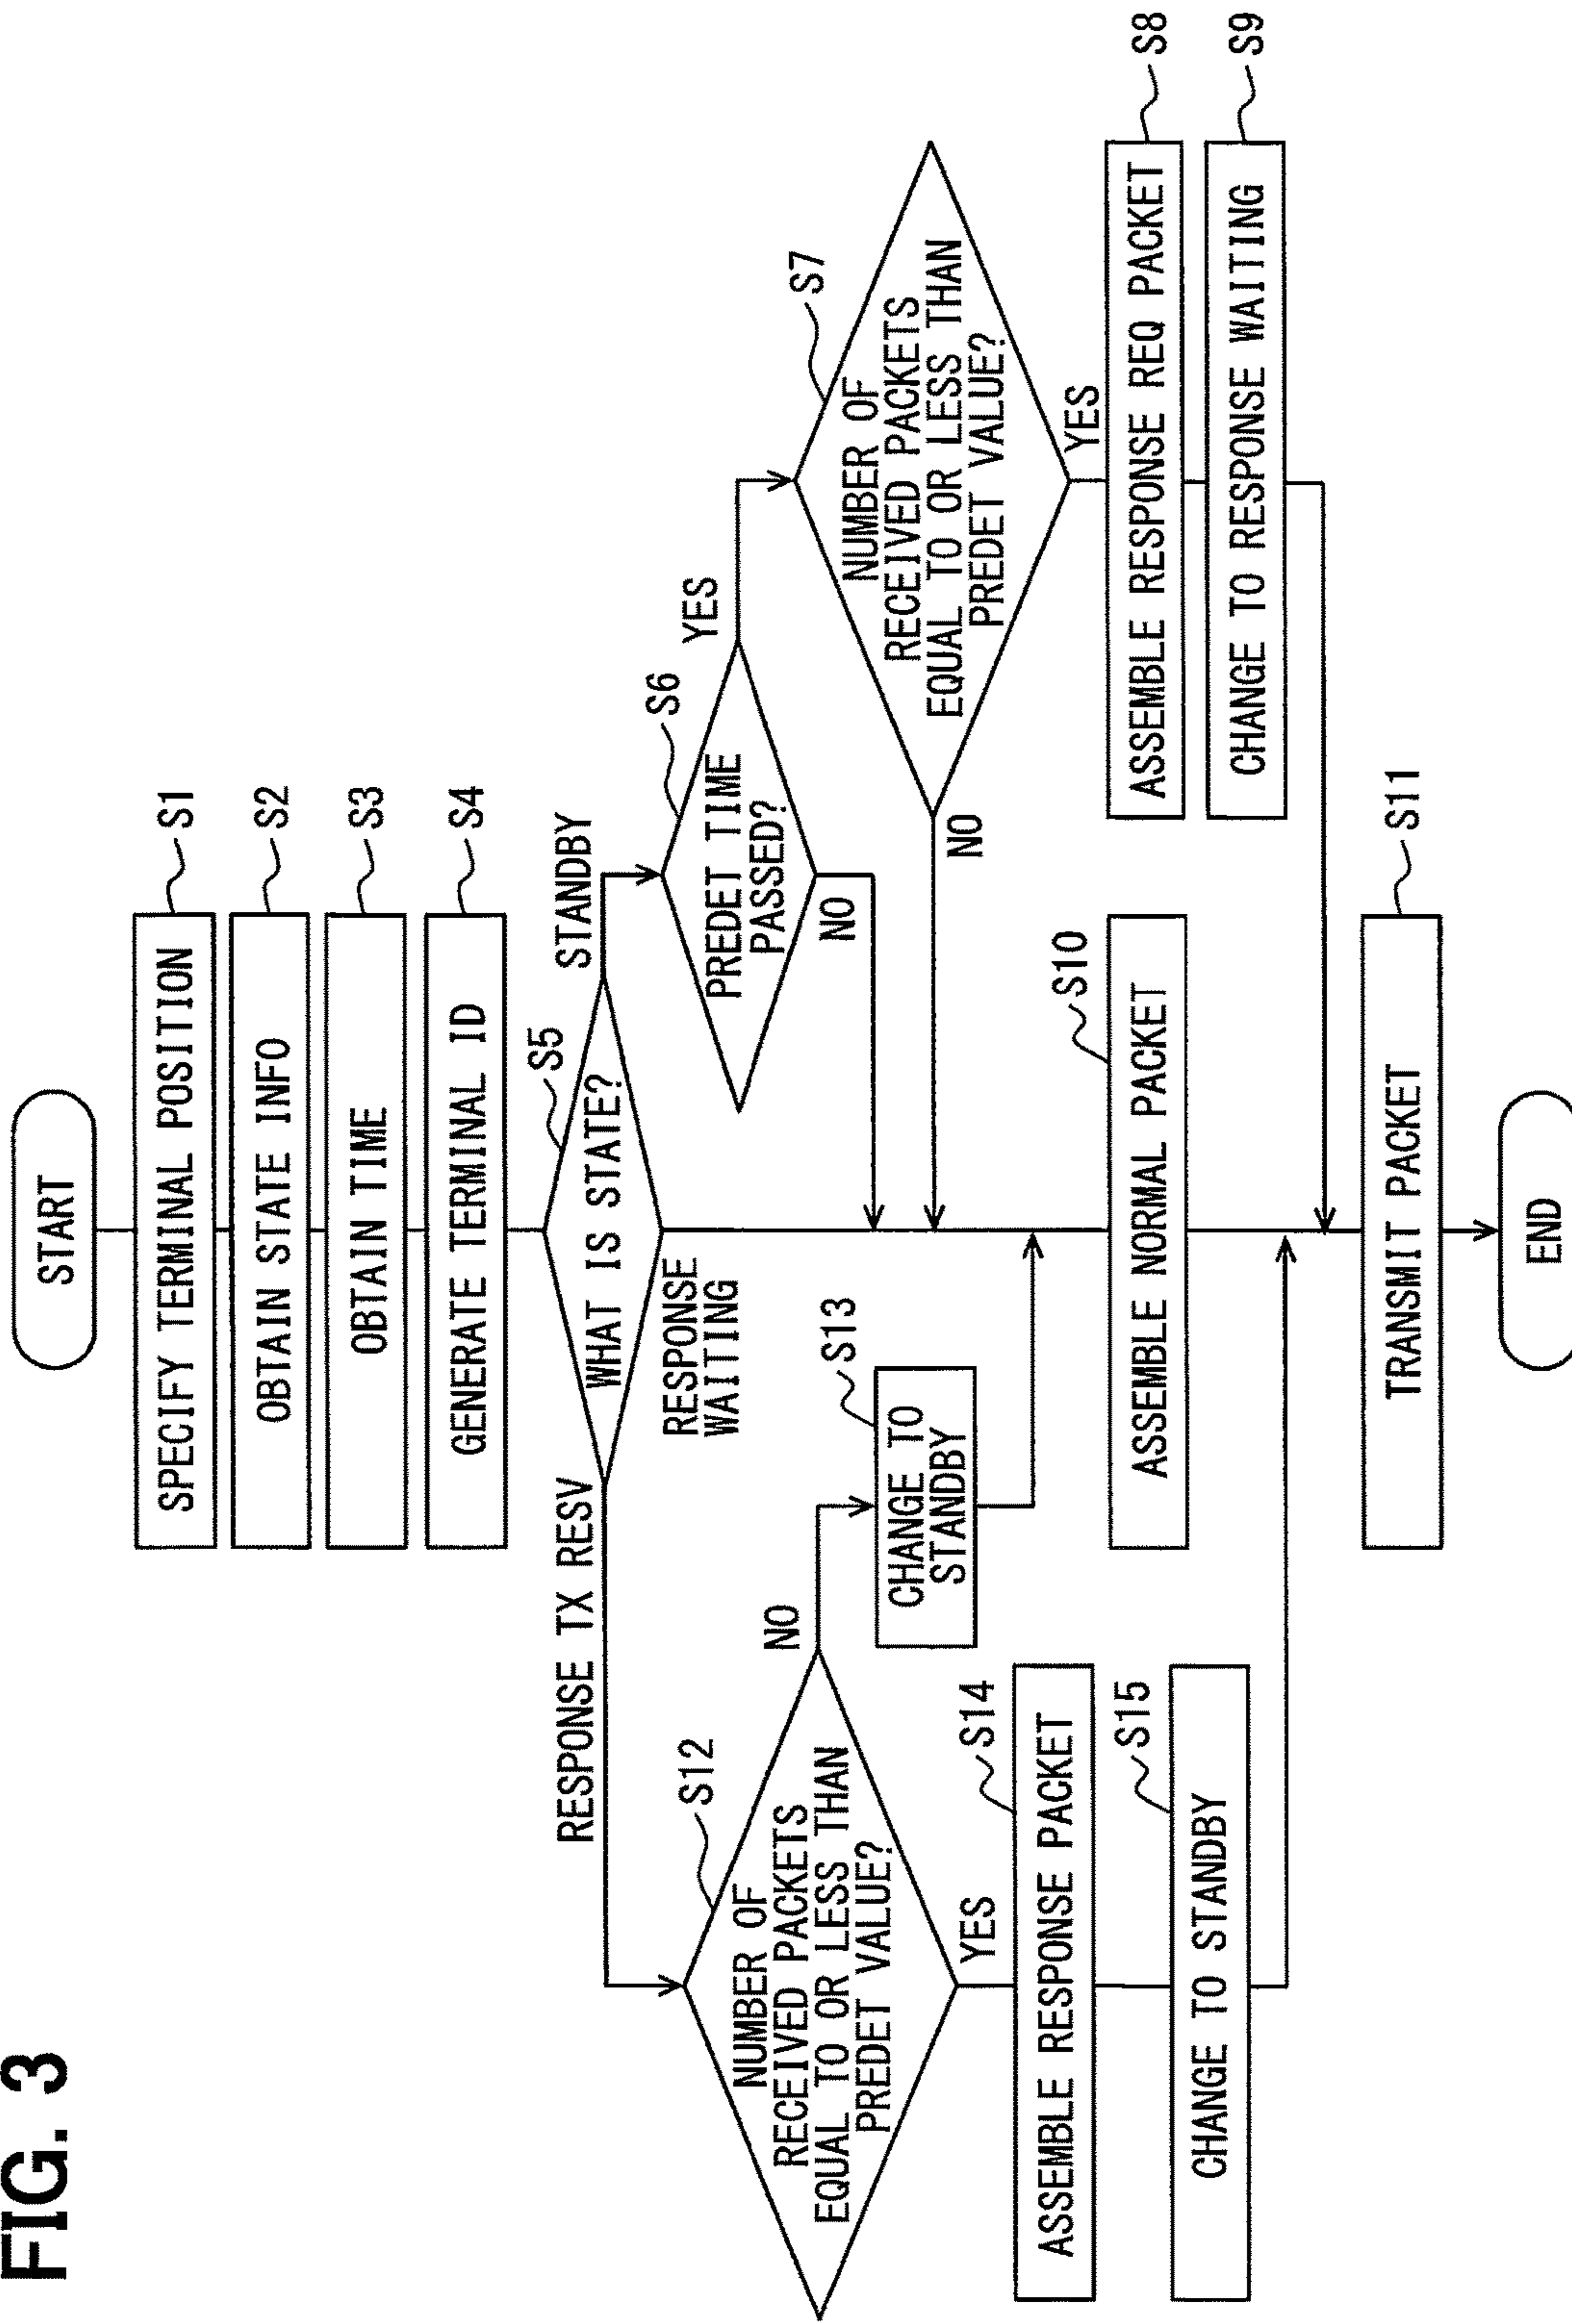 FIG. 3
START
SPECIFY TERMINAL POSITION
S1
OBTAIN STATE INFO
S2
OBTAIN TIME
S3
GENERATE TERMINAL ID
S4
WHAT IS STATE?
S5
RESPONSE TX RESV
STANDBY
RESPONSE
WAITING
PREDET TIME
PASSED?
S6
YES
NO
NUMBER OF
RECEIVED PACKETS
EQUAL TO OR LESS THAN
PREDET VALUE?
S7
NO
YES
ASSEMBLE RESPONSE REQ PACKET
S8
CHANGE TO RESPONSE WAITING
S9
NUMBER OF
RECEIVED PACKETS
EQUAL TO OR LESS THAN
PREDET VALUE?
S12
NO
YES
CHANGE TO
STANDBY
S13
ASSEMBLE RESPONSE PACKET
S14
CHANGE TO STANDBY
S15
ASSEMBLE NORMAL PACKET
S10
TRANSMIT PACKET
S11
END